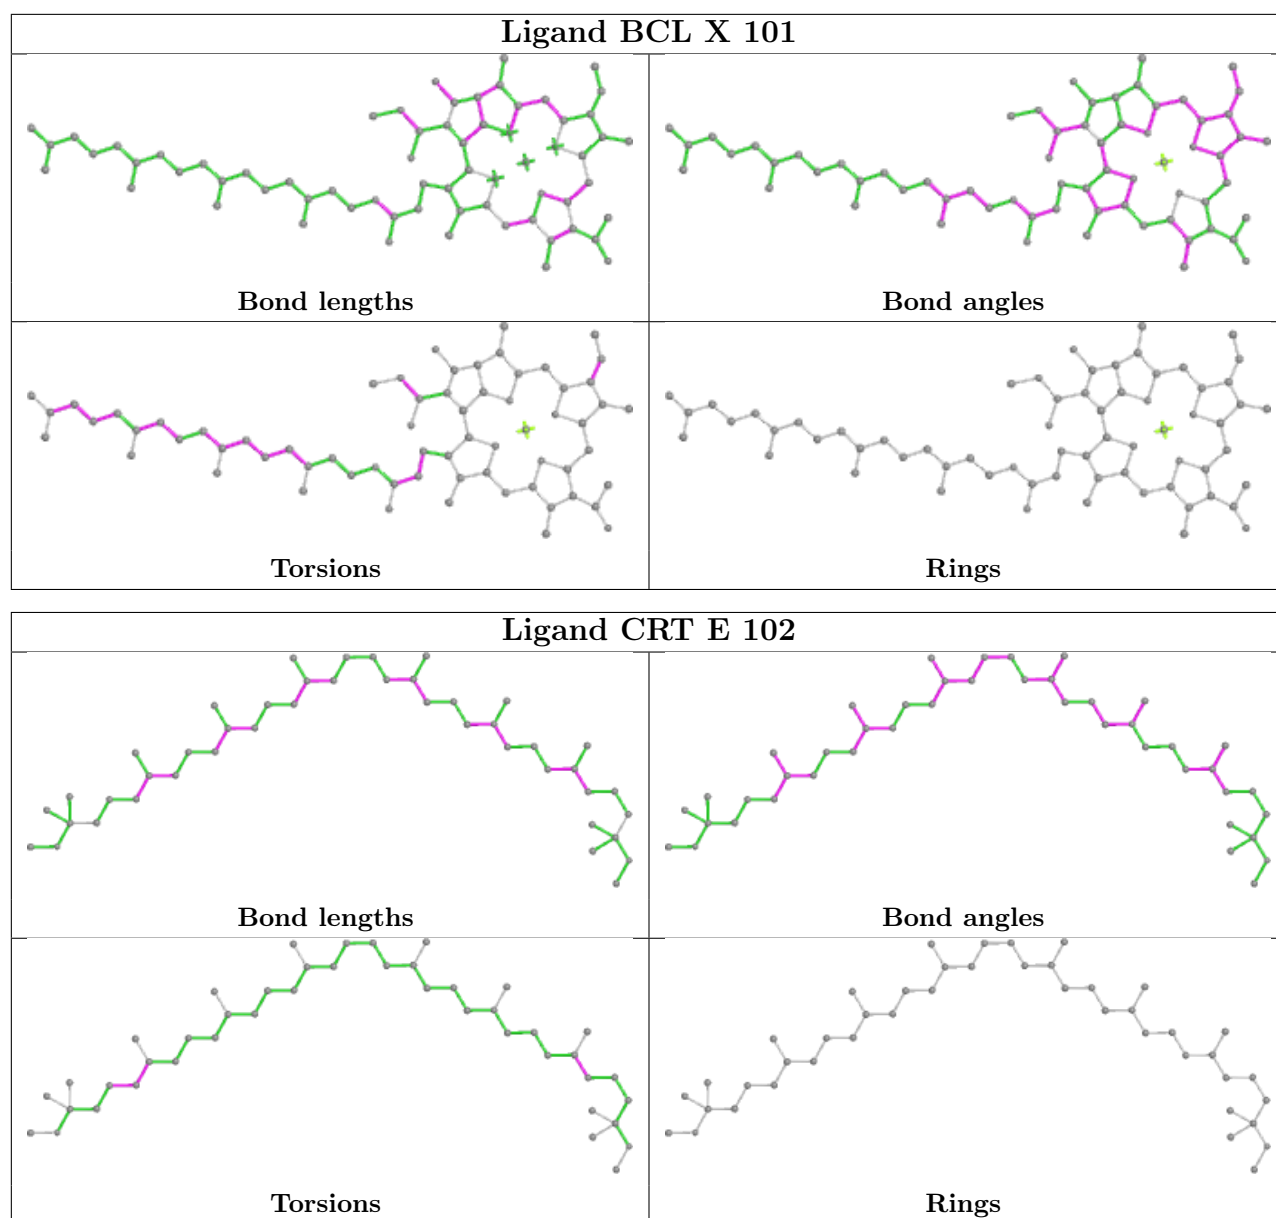 Ligand BCL X 101
Bond lengths
Bond angles
Torsions
Rings
Ligand CRT E 102
Bond lengths
Bond angles
Torsions
Rings